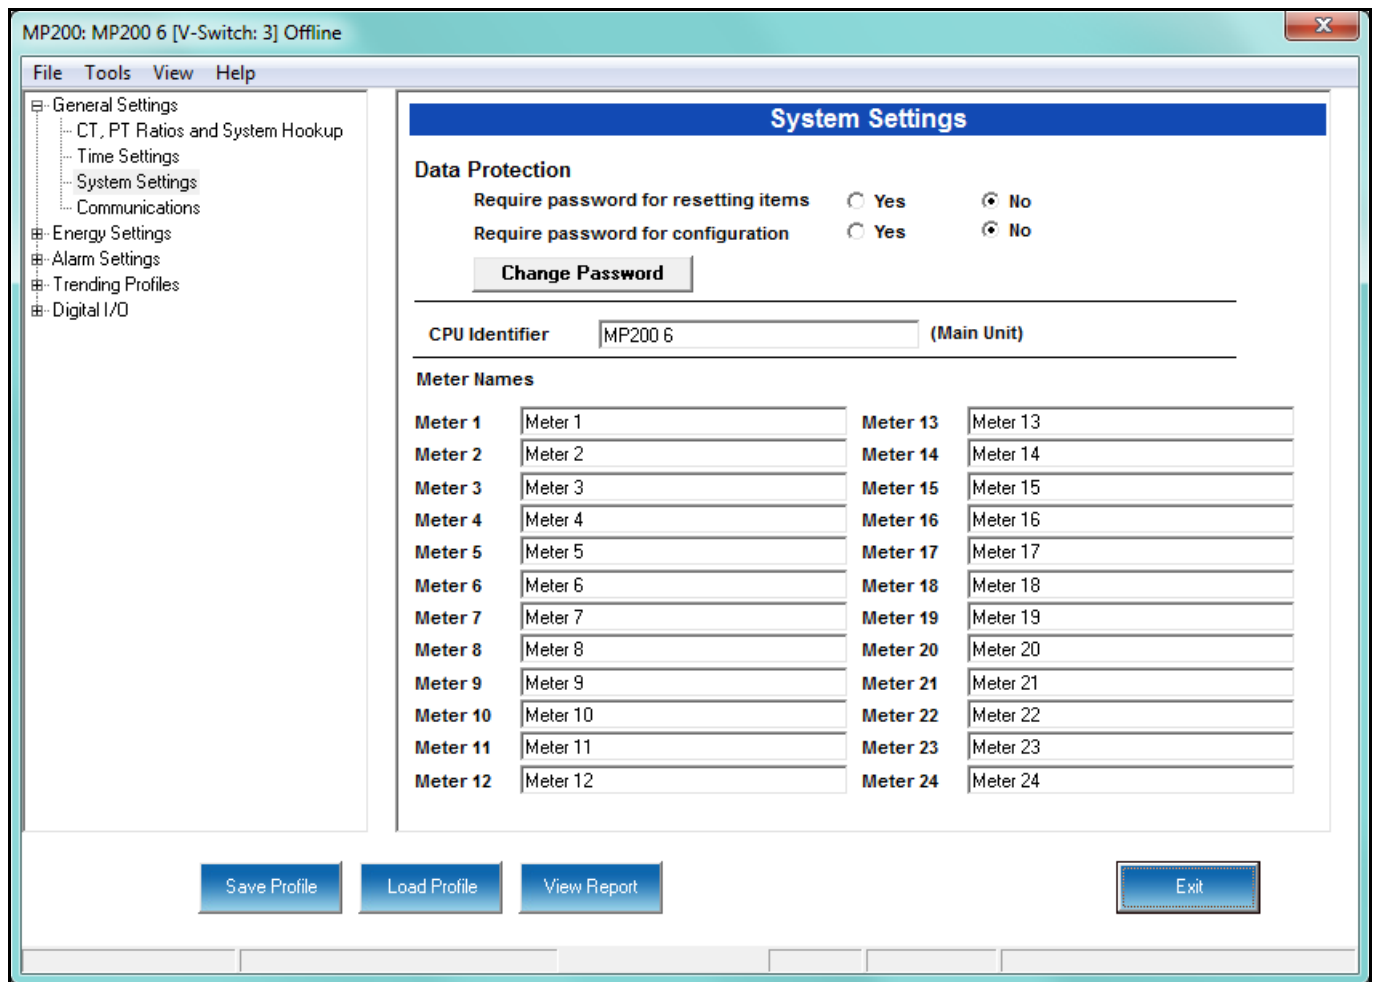 MP200: MP200 6 [V-Switch: 3] Offline
X
File Tools View Help
General Settings
CT, PT Ratios and System Hookup
Time Settings
System Settings
Communications
Energy Settings
Alarm Settings
Trending Profiles
Digital I/O
System Settings
Data Protection
Require password for resetting items Yes No
Require password for configuration Yes No
Change Password
CPU Identifier MP200 6 (Main Unit)
Meter Names
Meter 1 Meter 1 Meter 13 Meter 13
Meter 2 Meter 2 Meter 14 Meter 14
Meter 3 Meter 3 Meter 15 Meter 15
Meter 4 Meter 4 Meter 16 Meter 16
Meter 5 Meter 5 Meter 17 Meter 17
Meter 6 Meter 6 Meter 18 Meter 18
Meter 7 Meter 7 Meter 19 Meter 19
Meter 8 Meter 8 Meter 20 Meter 20
Meter 9 Meter 9 Meter 21 Meter 21
Meter 10 Meter 10 Meter 22 Meter 22
Meter 11 Meter 11 Meter 23 Meter 23
Meter 12 Meter 12 Meter 24 Meter 24
Save Profile Load Profile View Report Exit